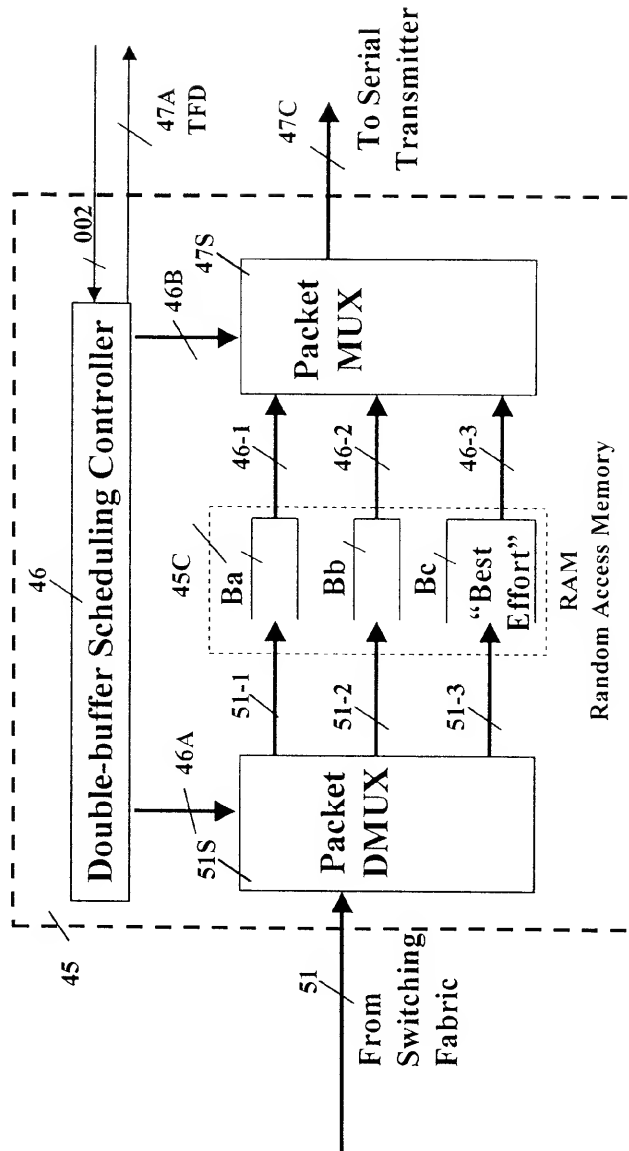 45
46
Double-buffer Scheduling Controller
002
47A
TFD
51
From
Switching
Fabric
51S
46A
Packet
DMUX
51-1
51-2
51-3
45C
Ba
Bb
Bc
“Best
Effort”
RAM
Random Access Memory
46-1
46-2
46-3
46B
47S
Packet
MUX
47C
To Serial
Transmitter